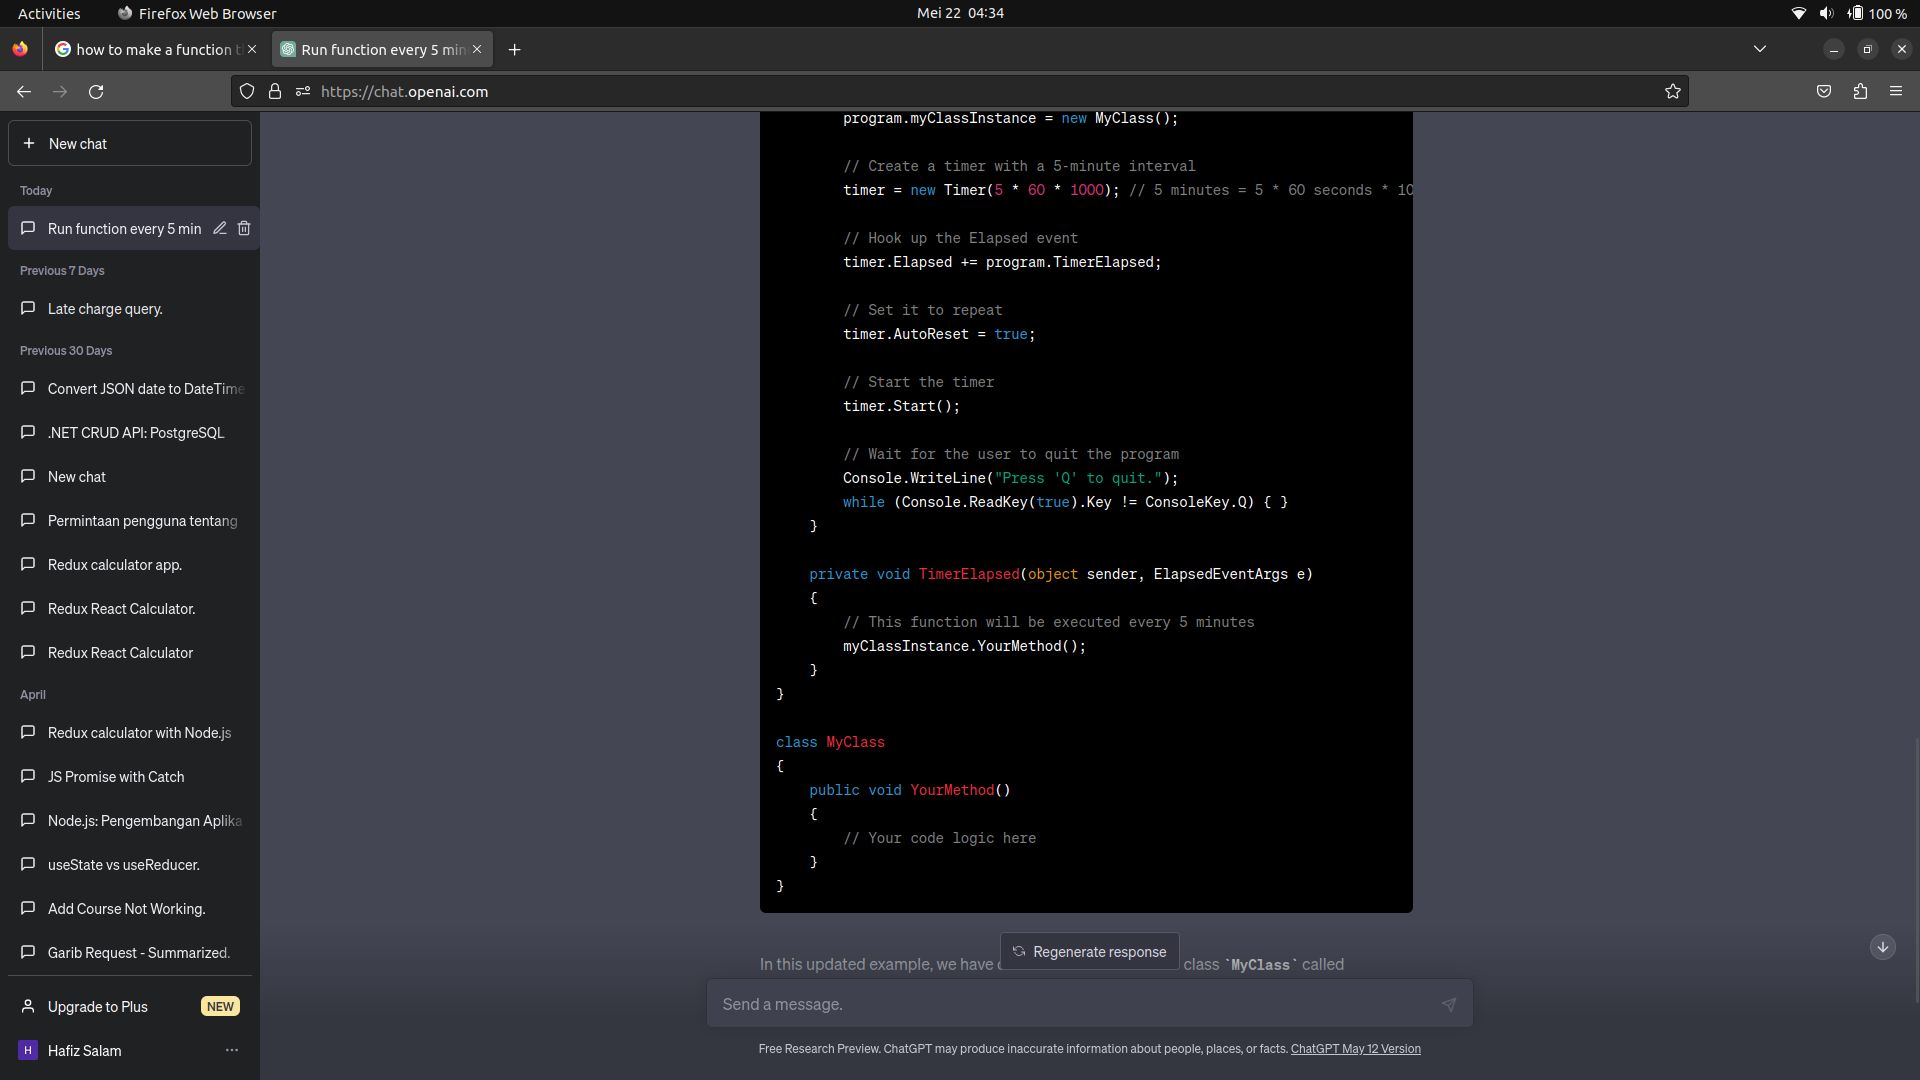 Activities
Firefox Web Browser
Mei 22 04:34
100 %
how to make a function t
Run function every 5 min
https://chat.openai.com
New chat
Today
Run function every 5 min
Previous 7 Days
Late charge query.
Previous 30 Days
Convert JSON date to DateTime
.NET CRUD API: PostgreSQL
New chat
Permintaan pengguna tentang
Redux calculator app.
Redux React Calculator.
Redux React Calculator
April
Redux calculator with Node.js
JS Promise with Catch
Node.js: Pengembangan Aplika
useState vs useReducer.
Add Course Not Working.
Garib Request - Summarized.
Upgrade to Plus
NEW
H
Hafiz Salam
program.myClassInstance = new MyClass();
// Create a timer with a 5-minute interval
timer = new Timer(5 * 60 * 1000); // 5 minutes = 5 * 60 seconds * 10
// Hook up the Elapsed event
timer.Elapsed += program.TimerElapsed;
// Set it to repeat
timer.AutoReset = true;
// Start the timer
timer.Start();
// Wait for the user to quit the program
Console.WriteLine("Press 'Q' to quit.");
while (Console.ReadKey(true).Key != ConsoleKey.Q) { }
}
private void TimerElapsed(object sender, ElapsedEventArgs e)
{
// This function will be executed every 5 minutes
myClassInstance.YourMethod();
}
}
class MyClass
{
public void YourMethod()
{
// Your code logic here
}
}
Regenerate response
In this updated example, we have class `MyClass` called
Send a message.
Free Research Preview. ChatGPT may produce inaccurate information about people, places, or facts. ChatGPT May 12 Version